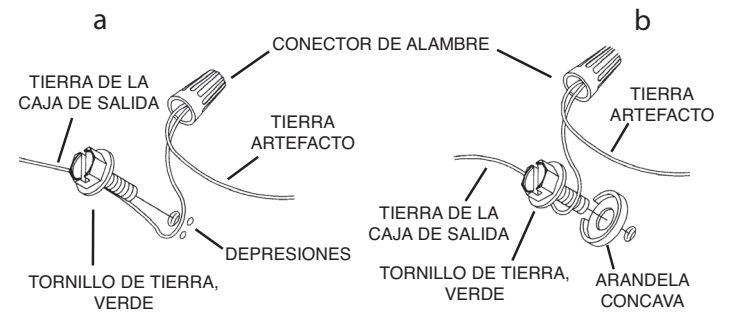 a
b
CONECTOR DE ALAMBRE
TIERRA DE LA
CAJA DE SALIDA
TIERRA
ARTEFACTO
DEPRESIONES
TORNILLO DE TIERRA,
VERDE
TIERRA
ARTEFACTO
TIERRA DE LA
CAJA DE SALIDA
TORNILLO DE TIERRA,
VERDE
ARANDELA
CONCAVA